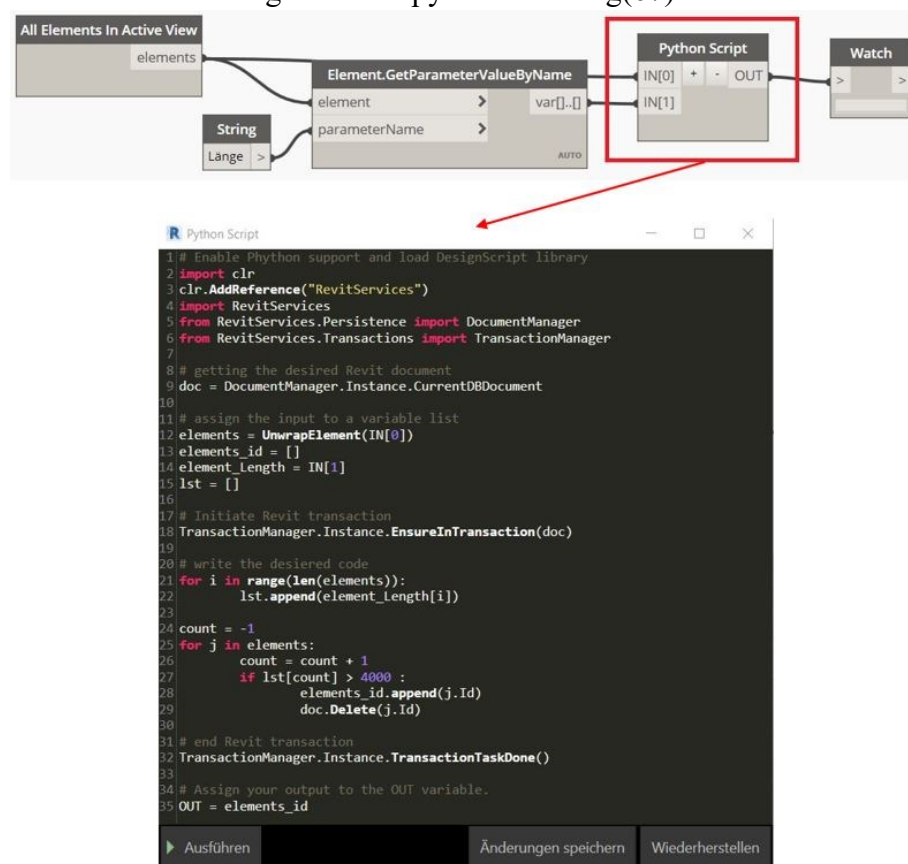 All Elements In Active View
elements
String
Länge >
Element.GetParameterValueByName
element >
var[]..[]
parameterName >
AUTO
Python Script
IN[0] + - OUT
IN[1]
Watch
> >
R Python Script
1 # Enable Phython support and load DesignScript library
2 import clr
3 clr.AddReference("RevitServices")
4 import RevitServices
5 from RevitServices.Persistence import DocumentManager
6 from RevitServices.Transactions import TransactionManager
7
8 # getting the desired Revit document
9 doc = DocumentManager.Instance.CurrentDBDocument
10
11 # assign the input to a variable list
12 elements = UnwrapElement(IN[0])
13 elements_id = []
14 element_Length = IN[1]
15 lst = []
16
17 # Initiate Revit transaction
18 TransactionManager.Instance.EnsureInTransaction(doc)
19
20 # write the desiered code
21 for i in range(len(elements)):
22 lst.append(element_Length[i])
23
24 count = -1
25 for j in elements:
26 count = count + 1
27 if lst[count] > 4000 :
28 elements_id.append(j.Id)
29 doc.Delete(j.Id)
30
31 # end Revit transaction
32 TransactionManager.Instance.TransactionTaskDone()
33
34 # Assign your output to the OUT variable.
35 OUT = elements_id
Ausführen
Änderungen speichern
Wiederherstellen